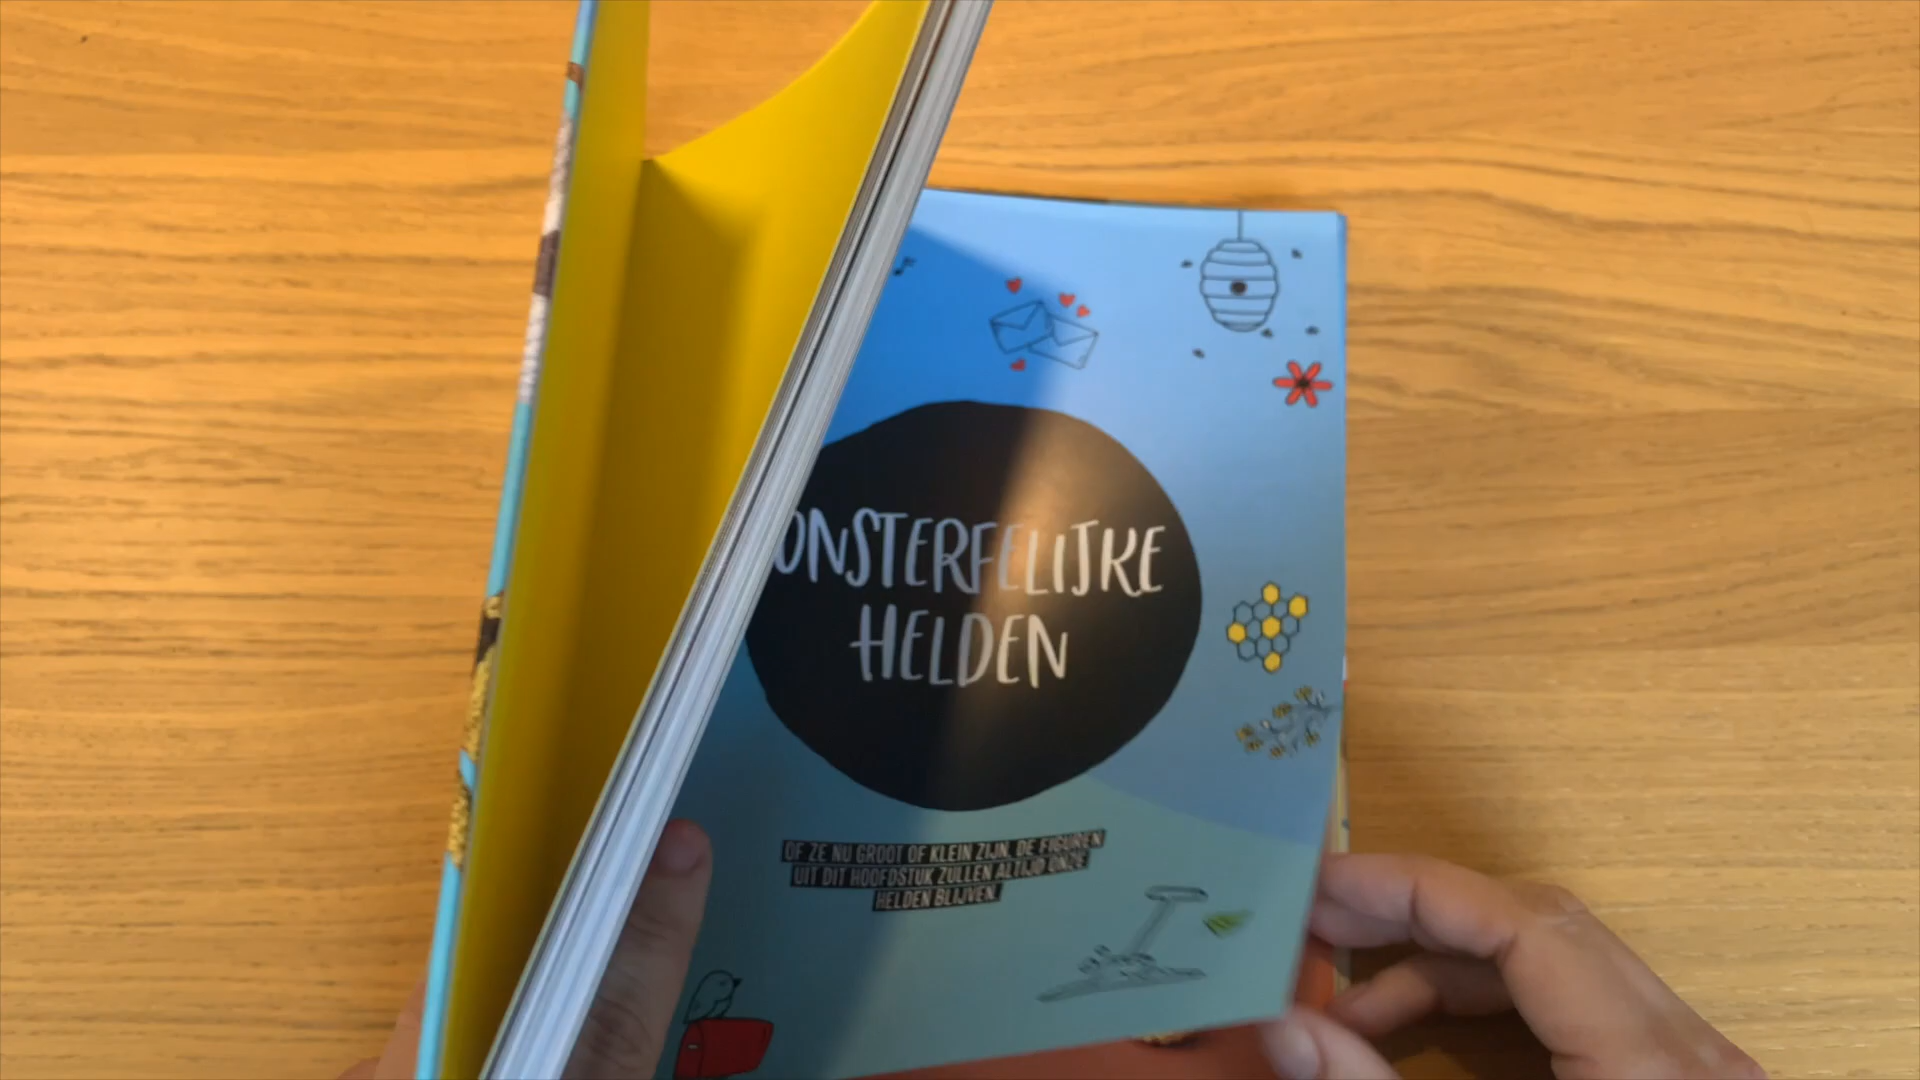 ONSTERFELIJKE
HELDEN
OF ZE NU GROOT OF KLEIN ZIJN, DE FIGUREN
UIT DIT HOOFDSTUK ZULLEN ALTIJD ONZE
HELDEN BLIJVEN.